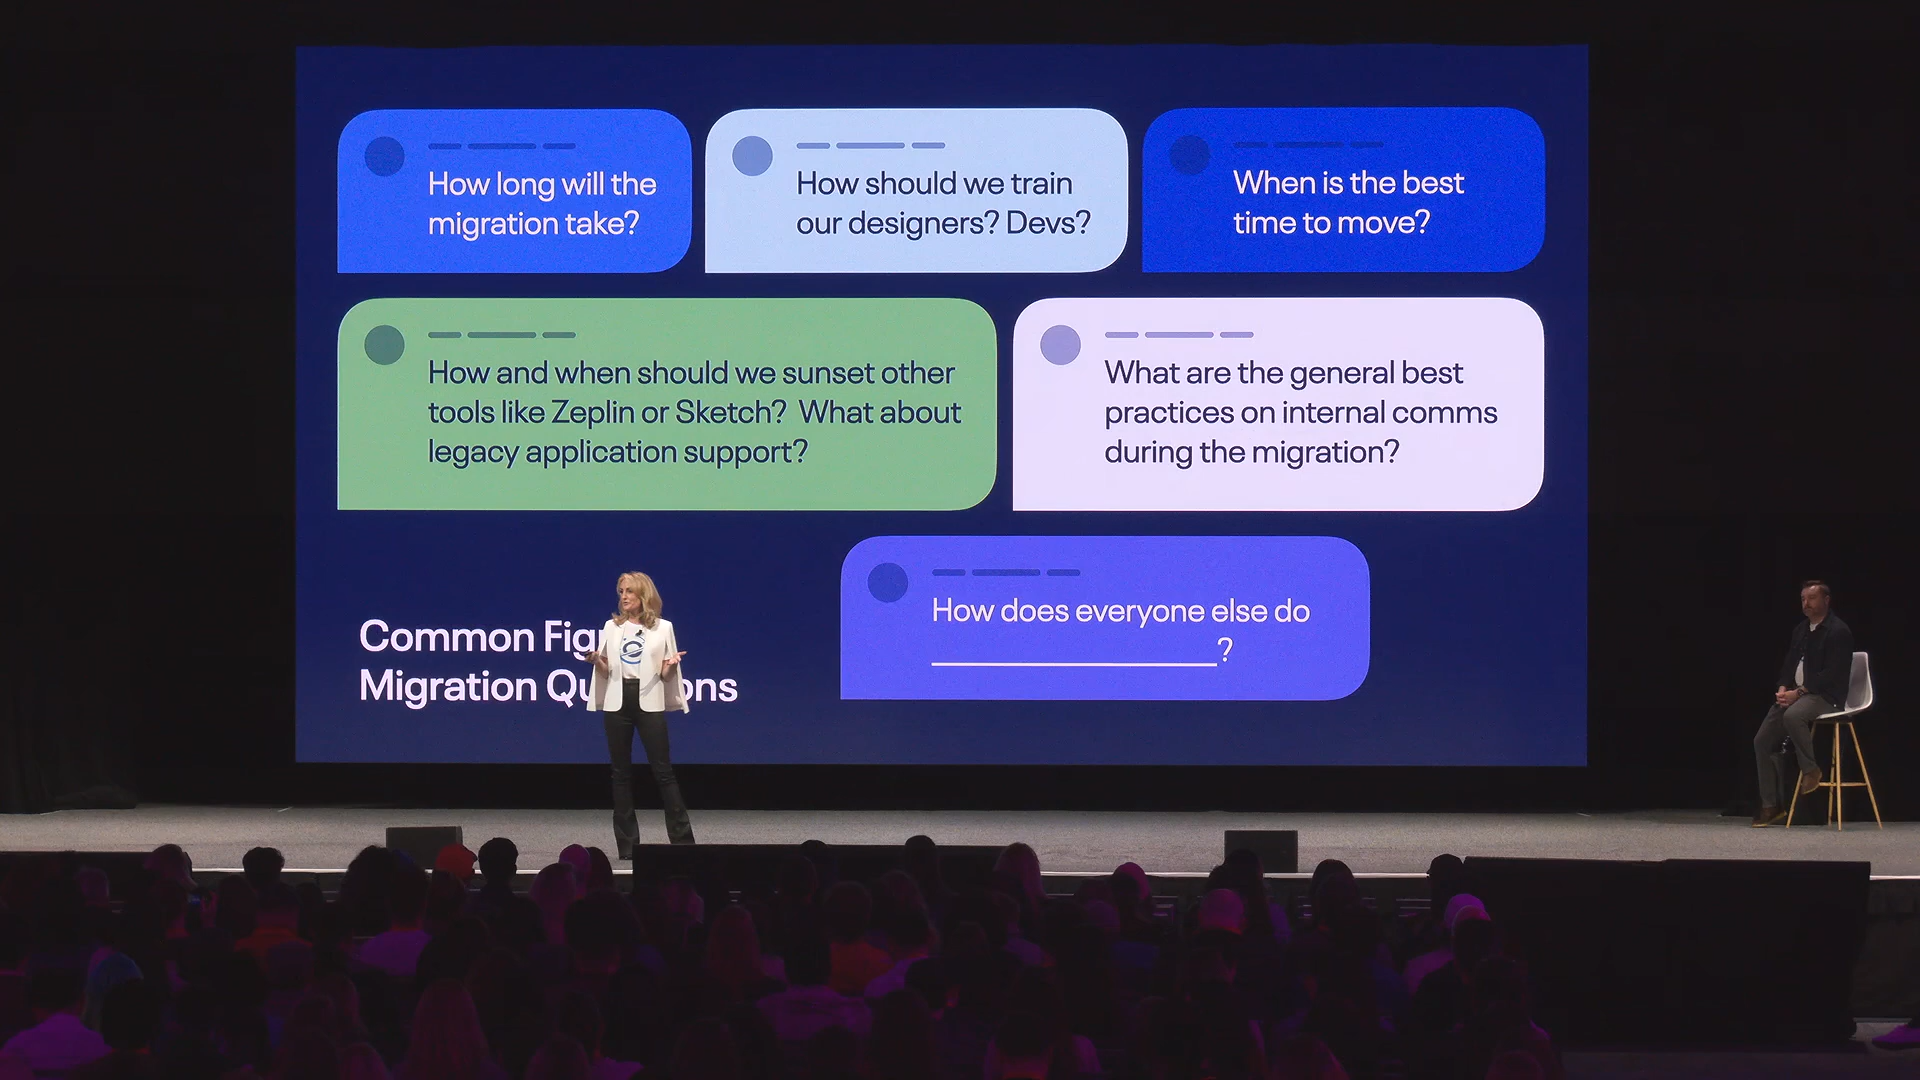 How long will the
migration take?
How should we train
our designers? Devs?
When is the best
time to move?
How and when should we sunset other
tools like Zeplin or Sketch? What about
legacy application support?
What are the general best
practices on internal comms
during the migration?
How does everyone else do
?
Common
Migration